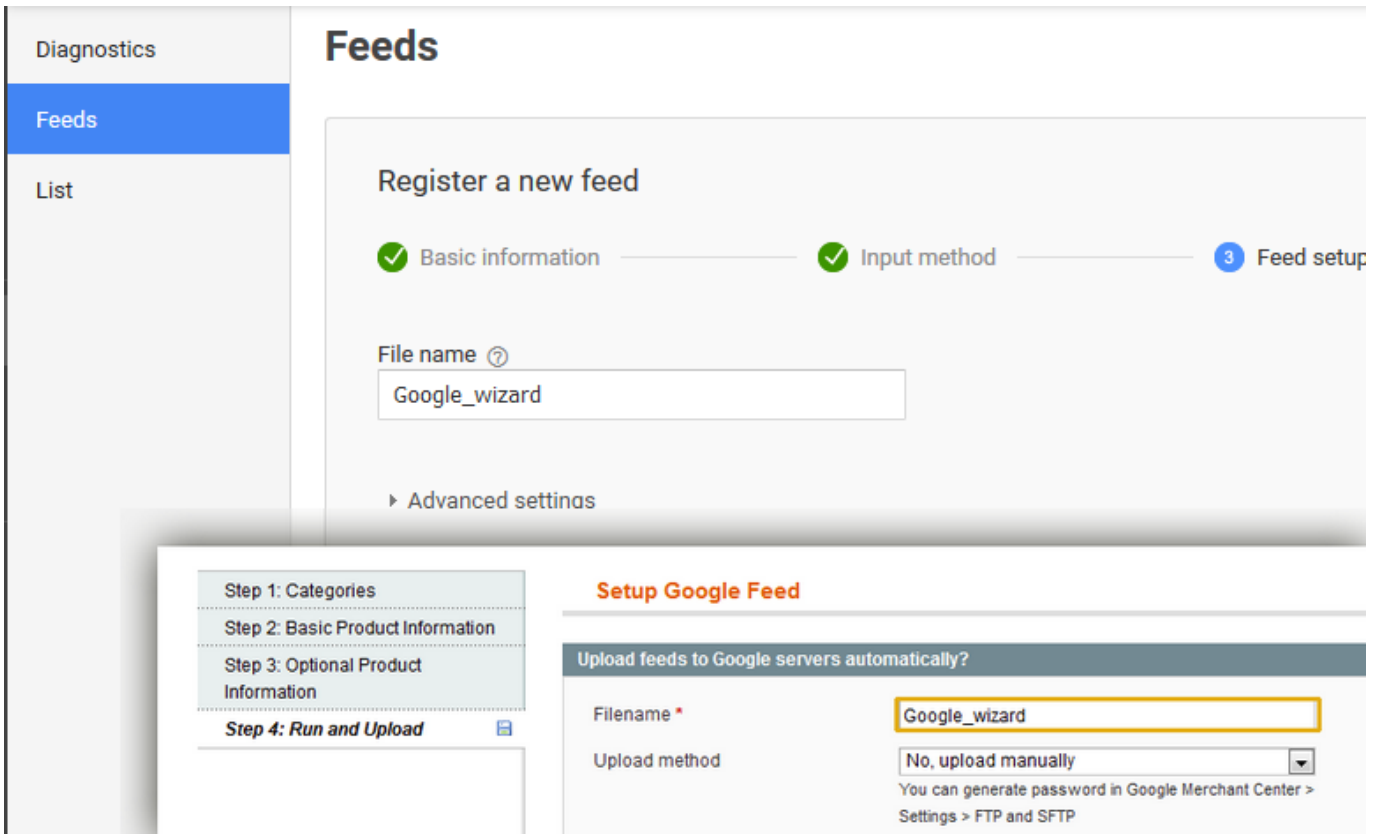 Diagnostics
Feeds
List
Feeds
Register a new feed
Basic information
Input method
3 Feed setup
File name ?
Google_wizard
Advanced settings
Step 1: Categories
Step 2: Basic Product Information
Step 3: Optional Product
Information
Step 4: Run and Upload
Setup Google Feed
Upload feeds to Google servers automatically?
Filename *
Google_wizard
Upload method
No, upload manually
You can generate password in Google Merchant Center >
Settings > FTP and SFTP